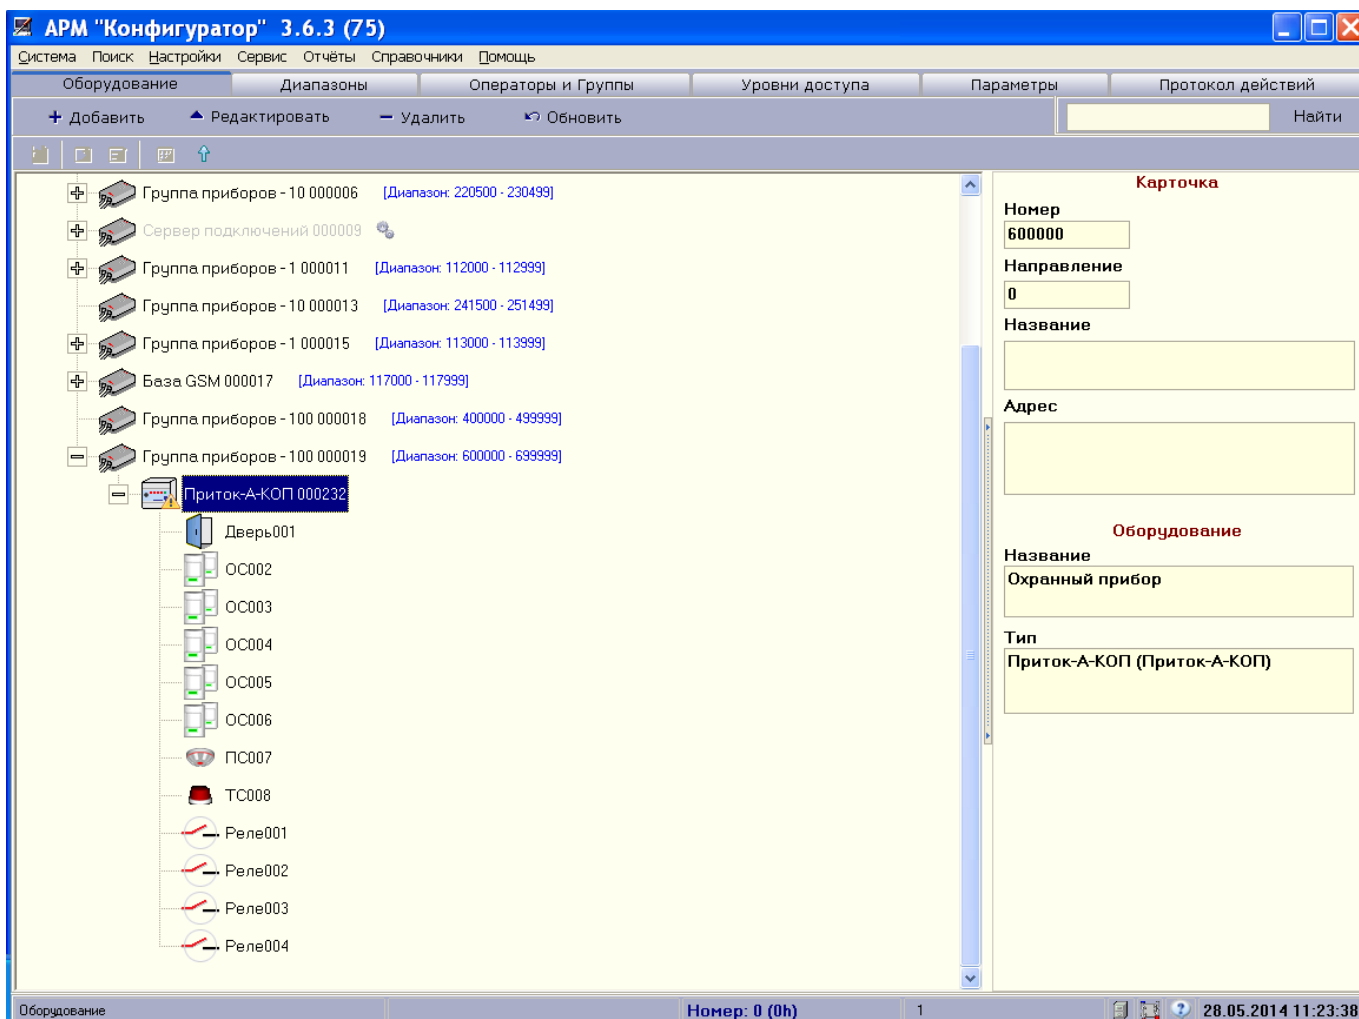 АРМ "Конфигуратор" 3.6.3 (75)
Система Поиск Настройки Сервис Отчёты Справочники Помощь
Оборудование Диапазоны Операторы и Группы Уровни доступа Параметры Протокол действий
Добавить Редактировать Удалить Обновить Найти
Группа приборов - 10 000006 [Диапазон: 220500 - 230499]
Сервер подключений 000009
Группа приборов - 1 000011 [Диапазон: 112000 - 112999]
Группа приборов - 10 000013 [Диапазон: 241500 - 251499]
Группа приборов - 1 000015 [Диапазон: 113000 - 113999]
База GSM 000017 [Диапазон: 117000 - 117999]
Группа приборов - 100 000018 [Диапазон: 400000 - 499999]
Группа приборов - 100 000019 [Диапазон: 600000 - 699999]
Приток-А-КОП 000232
Дверь001
ОС002
ОС003
ОС004
ОС005
ОС006
ПС007
ТС008
Реле001
Реле002
Реле003
Реле004
Карточка
Номер
600000
Направление
0
Название
Адрес
Оборудование
Название
Охранный прибор
Тип
Приток-А-КОП (Приток-А-КОП)
Оборудование Номер: 0 (0h) 1 28.05.2014 11:23:38